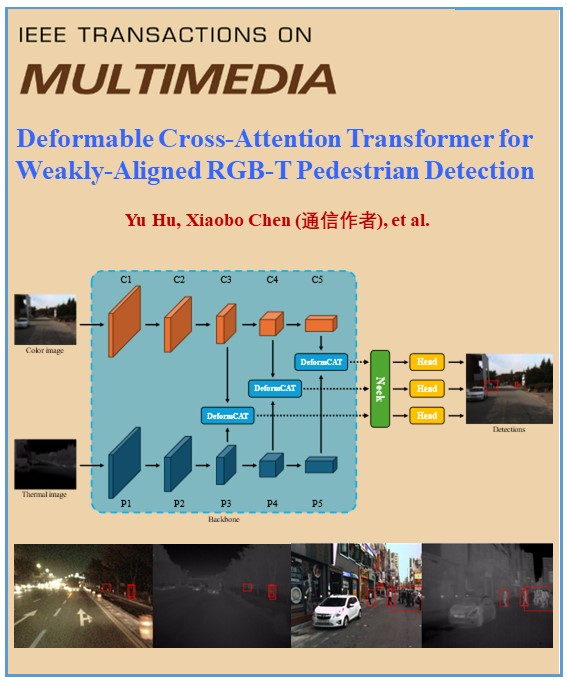 IEEE TRANSACTIONS ON
MULTIMEDIA
Deformable Cross-Attention Transformer for
Weakly-Aligned RGB-T Pedestrian Detection
Yu Hu, Xiaobo Chen (通信作者), et al.
C1 C2 C3 C4 C5
Color image
DeformCAT
DeformCAT
DeformCAT
Neck
Head
Head
Head
Detections
Thermal image
P1 P2 P3 P4 P5
Backbone